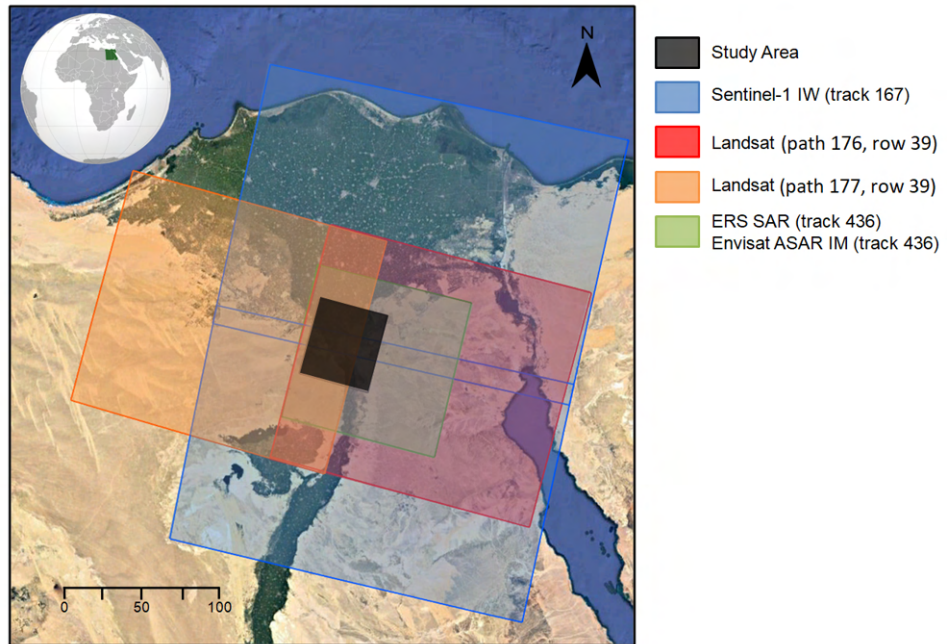 N
Study Area
Sentinel-1 IW (track 167)
Landsat (path 176, row 39)
Landsat (path 177, row 39)
ERS SAR (track 436)
Envisat ASAR IM (track 436)
0 50 100